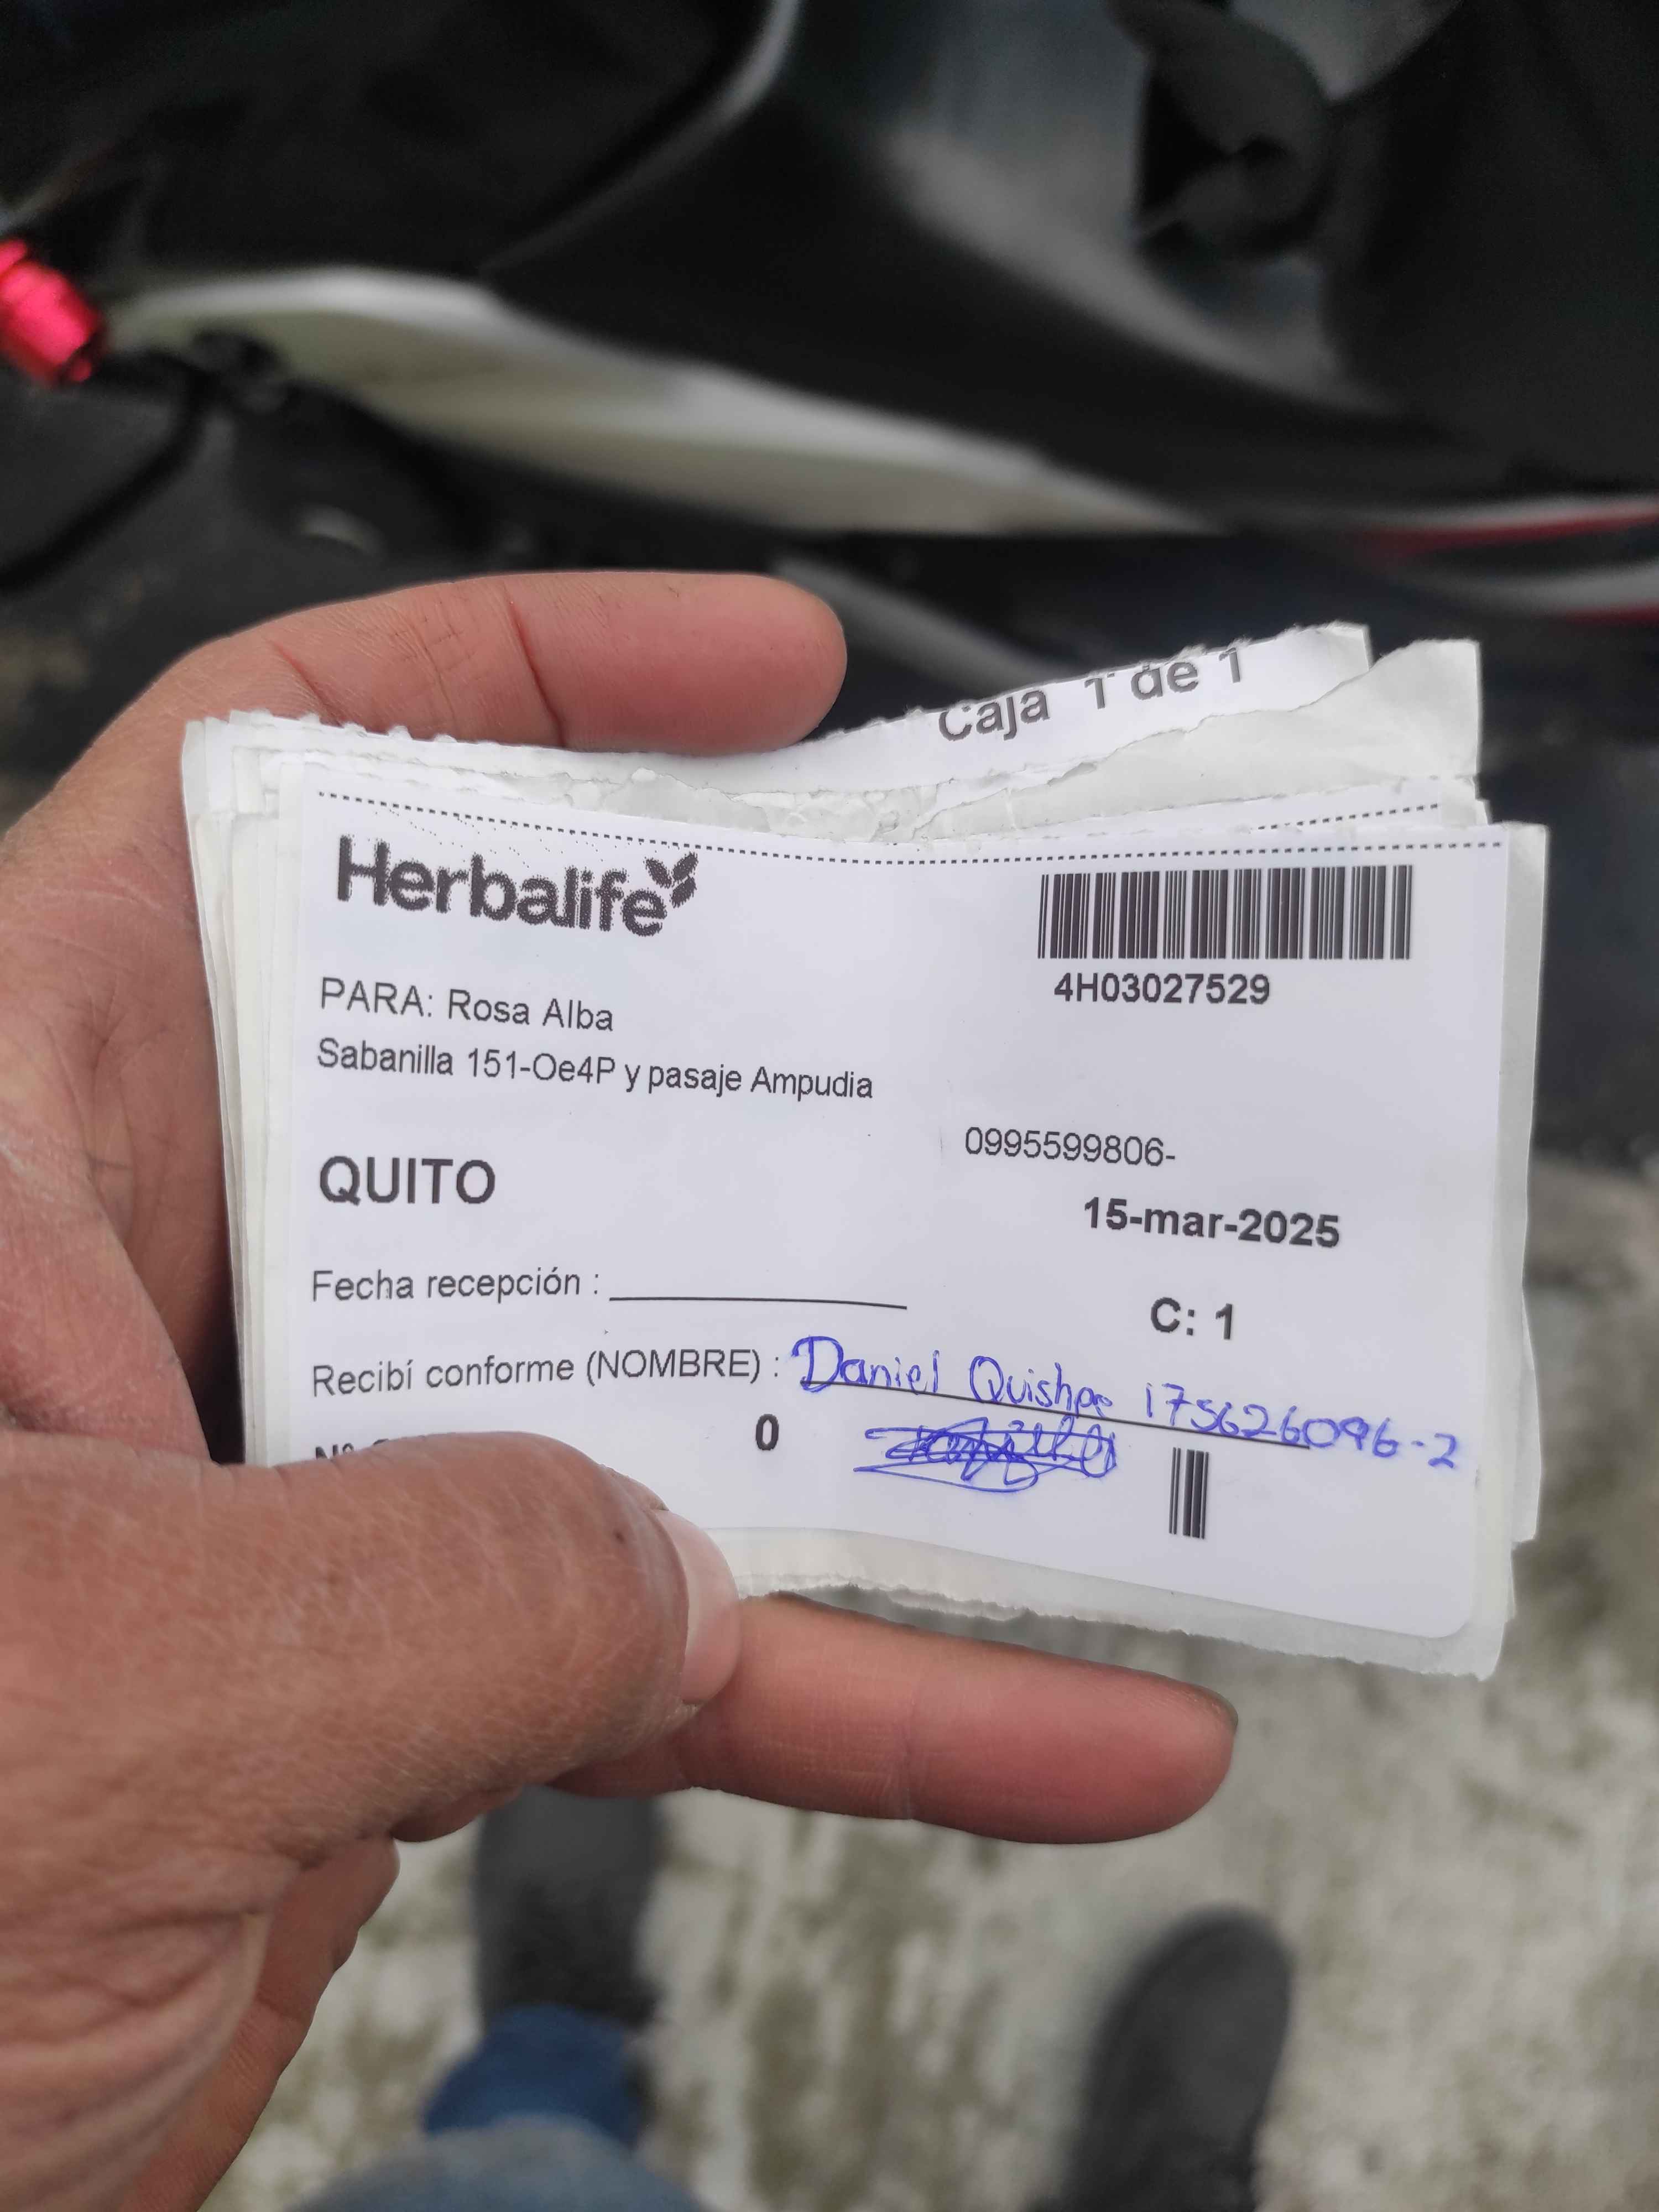 Caja 1 de 1
Herbalife
4H03027529
PARA: Rosa Alba
Sabanilla 151-Oe4P y pasaje Ampudia
0995599806-
QUITO
15-mar-2025
Fecha recepción :
C: 1
Recibí conforme (NOMBRE) : Daniel Quishpe 175626096-2
0